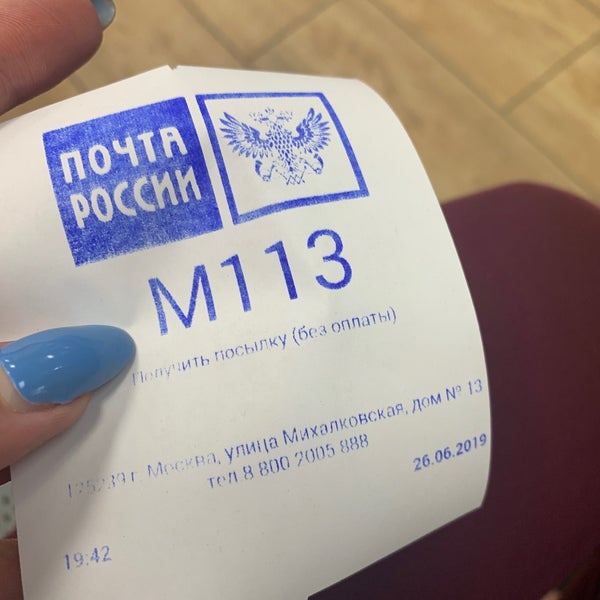 ПОЧТА
РОССИИ
М113
Получить посылку (без оплаты)
г. Москва, улица Михалковская, дом № 13
тел.8 800 2005 888
26.06.2019
19:42